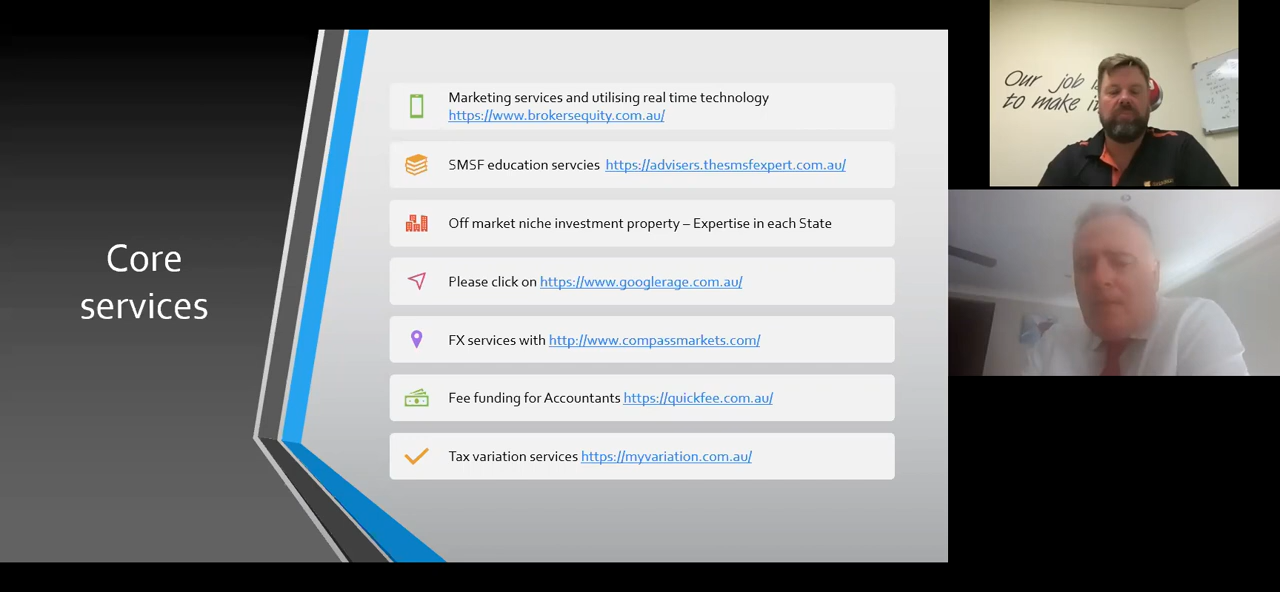 Core
services
Marketing services and utilising real time technology
https://www.brokersequity.com.au/
SMSF education servcies https://advisers.thesmsfexpert.com.au/
Off market niche investment property – Expertise in each State
Please click on https://www.googlerage.com.au/
FX services with http://www.compassmarkets.com/
Fee funding for Accountants https://quickfee.com.au/
Tax variation services https://myvariation.com.au/
Our job
to make it